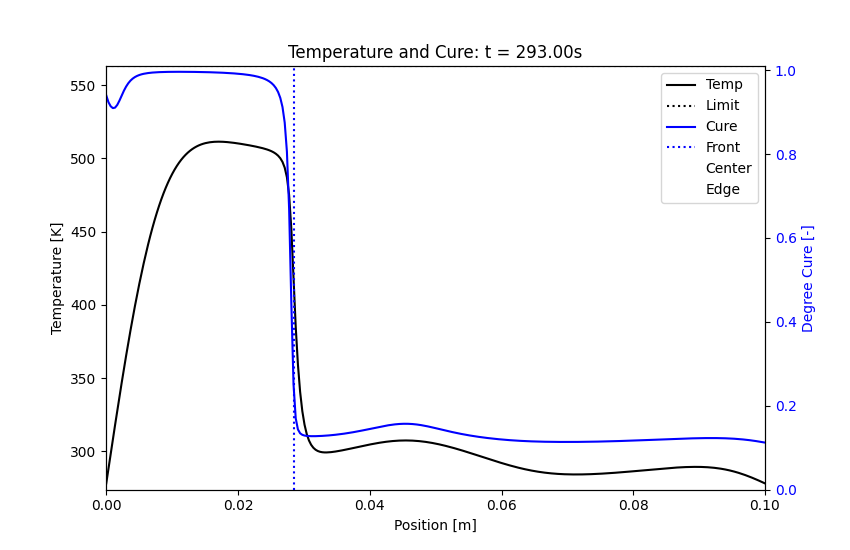 Temperature and Cure: t = 293.00s
Temp
Limit
Cure
Front
Center
Edge
550
500
450
400
350
300
Temperature [K]
1.0
0.8
0.6
0.4
0.2
0.0
Degree Cure [-]
0.00
0.02
0.04
0.06
0.08
0.10
Position [m]